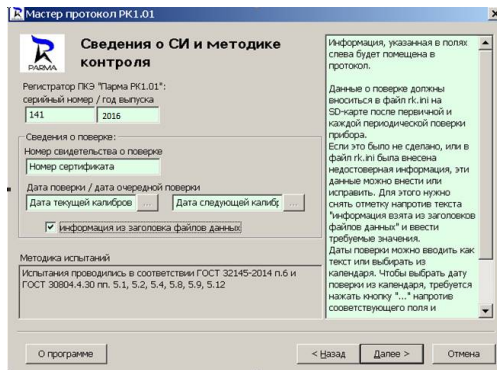 Мастер протокол РК1.01
PARMA
Сведения о СИ и методике
контроля
Регистратор ПКЭ "Парма РК1.01":
серийный номер / год выпуска
141
2016
Сведения о поверке:
Номер свидетельства о поверке
Номер сертификата
Дата поверки / дата очередной поверки
Дата текущей калибров
...
Дата следующей калибр
...
информация из заголовка файлов данных
Методика испытаний
Испытания проводились в соответствии ГОСТ 32145-2014 п.6 и
ГОСТ 30804.4.30 пп. 5.1, 5.2, 5.4, 5.8, 5.9, 5.12
Информация, указанная в полях
слева будет помещена в
протокол.
Данные о поверке должны
вноситься в файл rk.ini на
SD-карте после первичной и
каждой периодической поверки
прибора.
Если это было не сделано, или в
файл rk.ini была внесена
недостоверная информация, эти
данные можно внести или
исправить. Для этого нужно
снять отметку напротив текста
"информация взята из заголовков
файлов данных" и ввести
требуемые значения.
Даты поверки можно вводить как
текст или выбирать из
календаря. Чтобы выбрать дату
поверки из календаря, требуется
нажать кнопку "..." напротив
сооветствующего поля и
О программе
< Назад
Далее >
Отмена